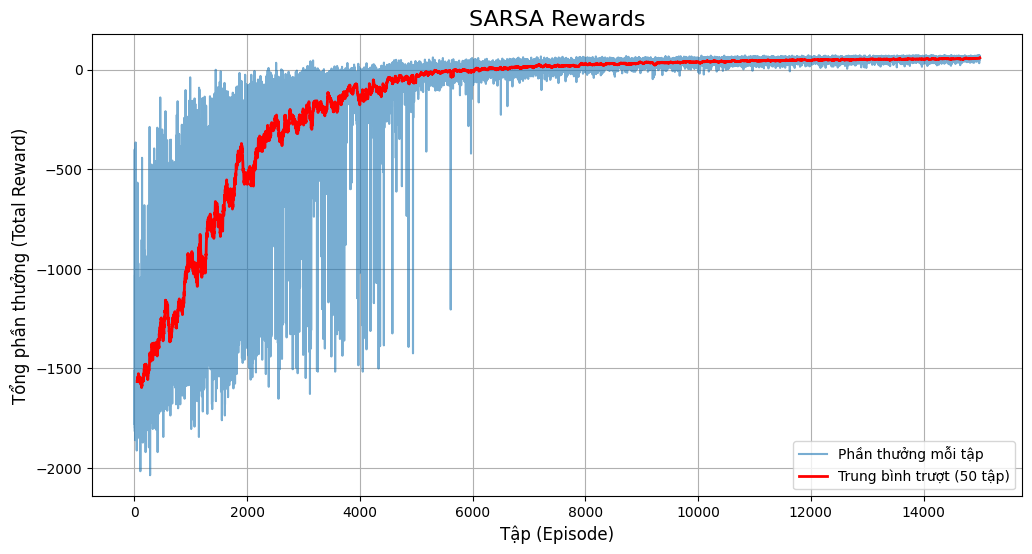 SARSA Rewards
Tổng phần thưởng (Total Reward)
0
−500
−1000
−1500
−2000
0 2000 4000 6000 8000 10000 12000 14000
Tập (Episode)
Phần thưởng mỗi tập
Trung bình trượt (50 tập)